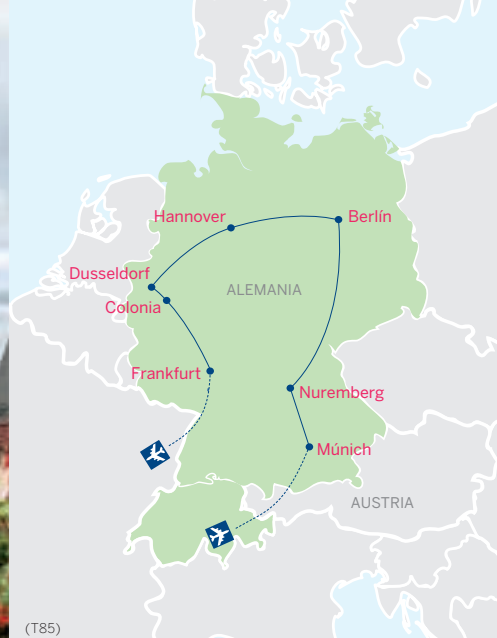 Hannover
Berlín
Dusseldorf
ALEMANIA
Colonia
Frankfurt
Nuremberg
Múnich
AUSTRIA
(T85)